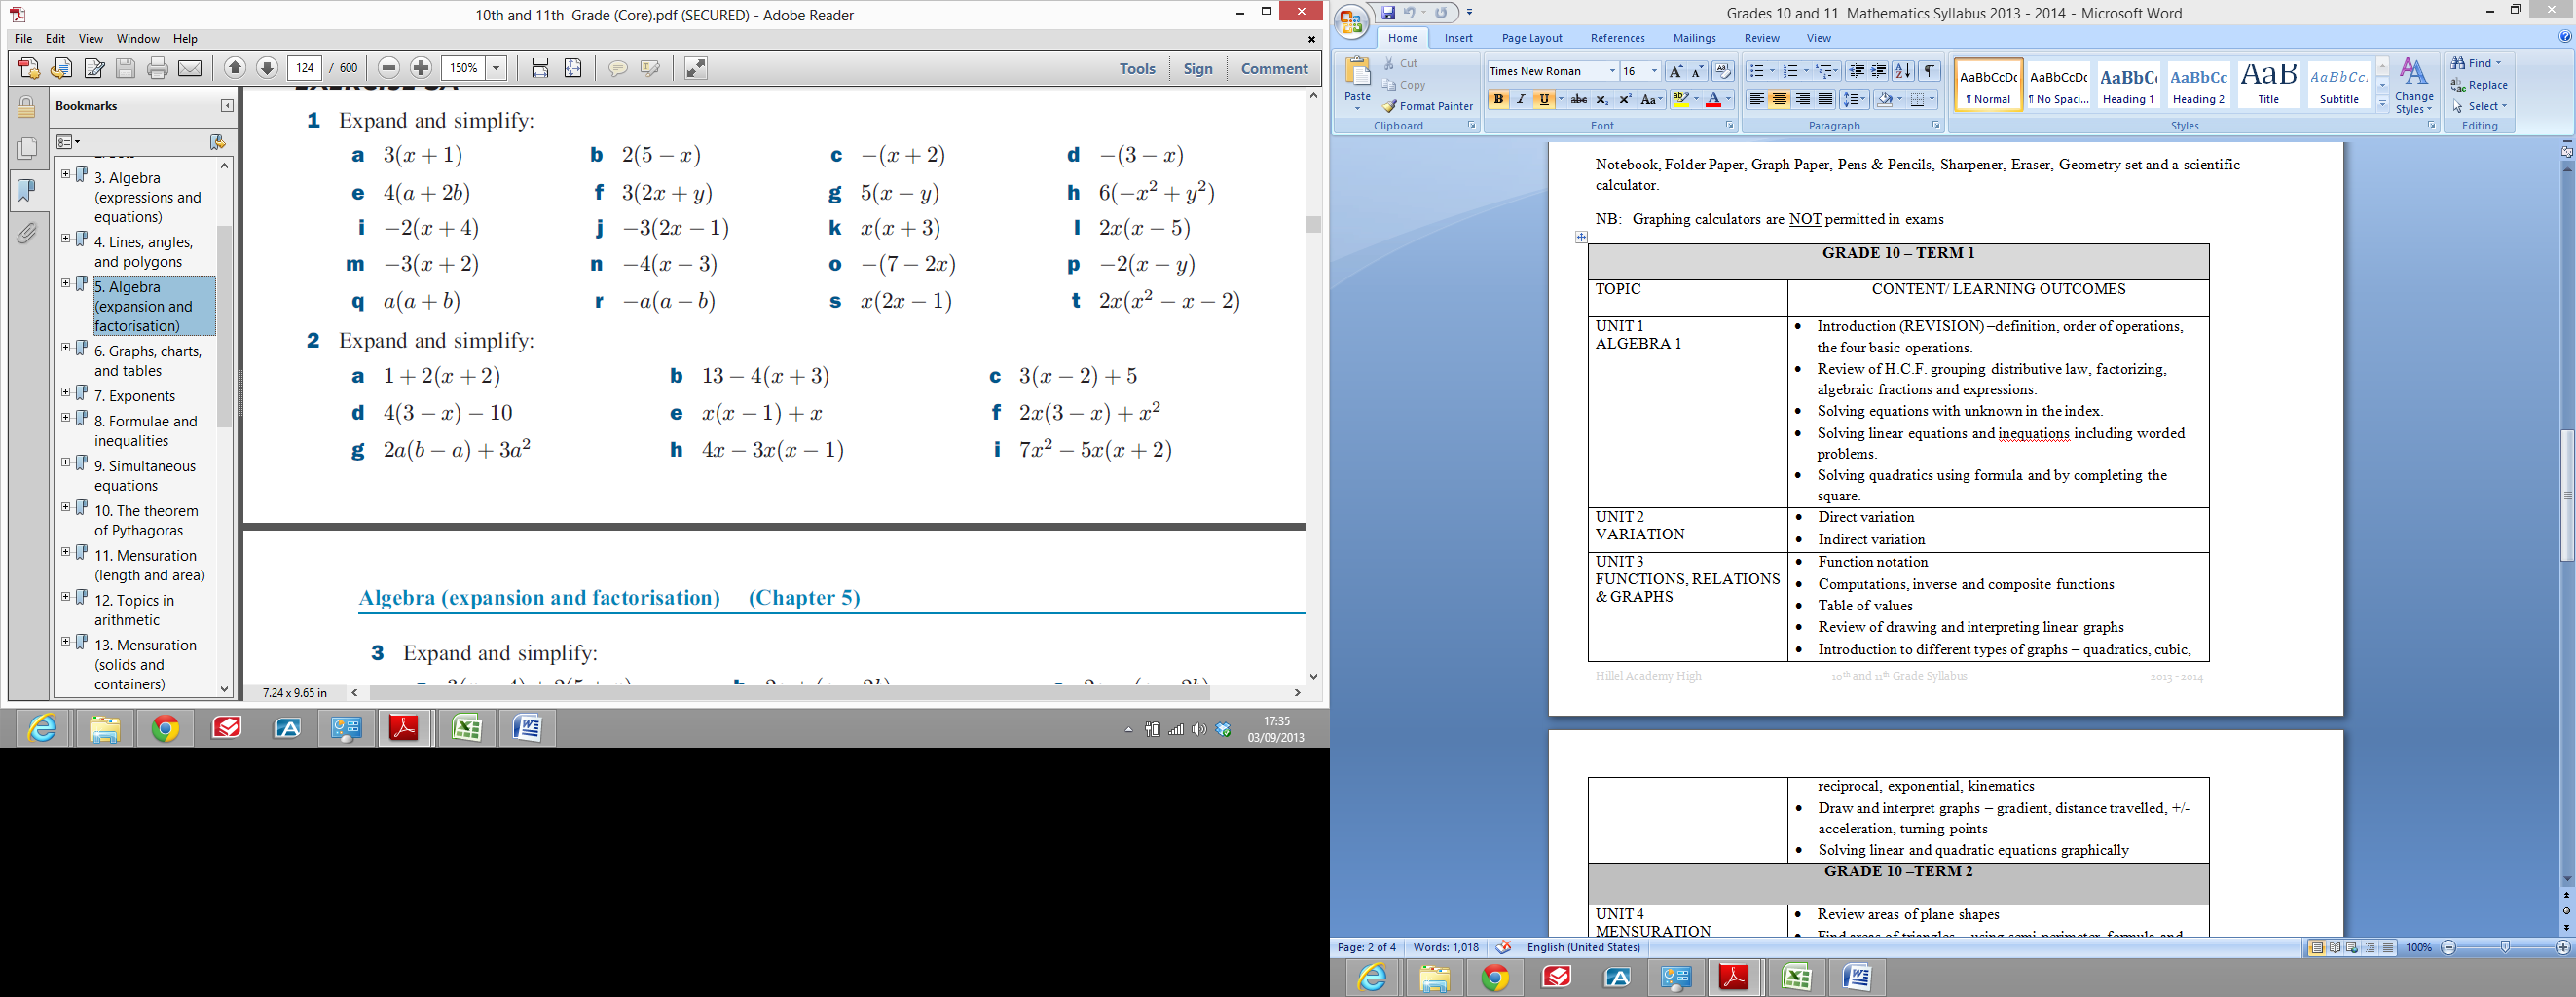 10th and 11th Grade (Core).pdf (SECURED) - Adobe Reader
File Edit View Window Help
124 / 600 150% Tools Sign Comment
Bookmarks
3. Algebra
(expressions and
equations)
4. Lines, angles,
and polygons
5. Algebra
(expansion and
factorisation)
6. Graphs, charts,
and tables
7. Exponents
8. Formulae and
inequalities
9. Simultaneous
equations
10. The theorem
of Pythagoras
11. Mensuration
(length and area)
12. Topics in
arithmetic
13. Mensuration
(solids and
containers)
1 Expand and simplify:
a 3(x + 1) b 2(5 − x) c −(x + 2) d −(3 − x)
e 4(a + 2b) f 3(2x + y) g 5(x − y) h 6(−x² + y²)
i −2(x + 4) j −3(2x − 1) k x(x + 3) l 2x(x − 5)
m −3(x + 2) n −4(x − 3) o −(7 − 2x) p −2(x − y)
q a(a + b) r −a(a − b) s x(2x − 1) t 2x(x² − x − 2)
2 Expand and simplify:
a 1 + 2(x + 2) b 13 − 4(x + 3) c 3(x − 2) + 5
d 4(3 − x) − 10 e x(x − 1) + x f 2x(3 − x) + x²
g 2a(b − a) + 3a² h 4x − 3x(x − 1) i 7x² − 5x(x + 2)
Algebra (expansion and factorisation) (Chapter 5)
3 Expand and simplify:
7.24 x 9.65 in
17:35
03/09/2013
Grades 10 and 11 Mathematics Syllabus 2013 - 2014 - Microsoft Word
Home Insert Page Layout References Mailings Review View
Paste
Cut
Copy
Format Painter
Clipboard
Times New Roman 16
Font
Paragraph
AaBbCcDc AaBbCcDc AaBbC AaBbCc AaB AaBbCc.
¶ Normal ¶ No Spaci... Heading 1 Heading 2 Title Subtitle
Change
Styles
Styles
Find
Replace
Select
Editing
Notebook, Folder Paper, Graph Paper, Pens & Pencils, Sharpener, Eraser, Geometry set and a scientific
calculator.
NB: Graphing calculators are NOT permitted in exams
GRADE 10 – TERM 1
TOPIC CONTENT/ LEARNING OUTCOMES
UNIT 1
ALGEBRA 1
• Introduction (REVISION) –definition, order of operations,
the four basic operations.
• Review of H.C.F. grouping distributive law, factorizing,
algebraic fractions and expressions.
• Solving equations with unknown in the index.
• Solving linear equations and inequations including worded
problems.
• Solving quadratics using formula and by completing the
square.
UNIT 2
VARIATION
• Direct variation
• Indirect variation
UNIT 3
FUNCTIONS, RELATIONS
& GRAPHS
• Function notation
• Computations, inverse and composite functions
• Table of values
• Review of drawing and interpreting linear graphs
• Introduction to different types of graphs – quadratics, cubic,
Hillel Academy High 10th and 11th Grade Syllabus 2013 - 2014
reciprocal, exponential, kinematics
• Draw and interpret graphs – gradient, distance travelled, +/-
acceleration, turning points
• Solving linear and quadratic equations graphically
GRADE 10 –TERM 2
UNIT 4
MENSURATION
• Review areas of plane shapes
Page: 2 of 4 Words: 1,018 English (United States) 100%